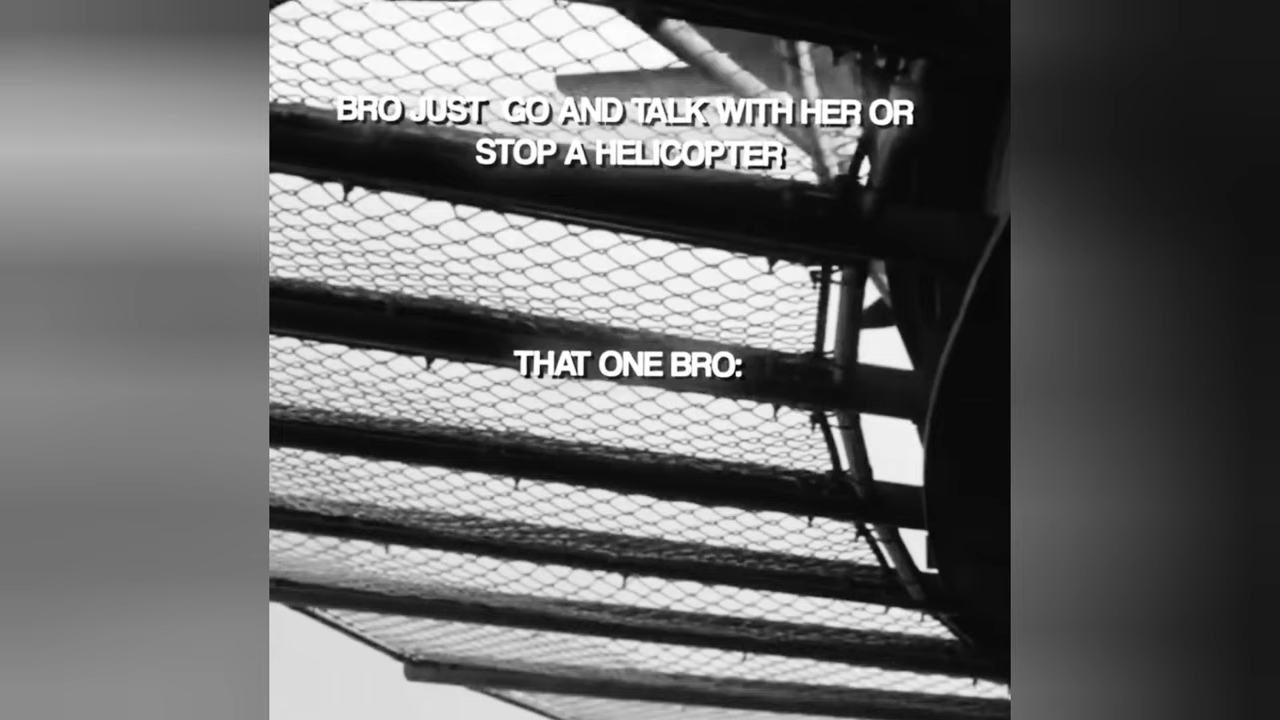 BRO JUST GO AND TALK WITH HER OR
STOP A HELICOPTER
THAT ONE BRO: